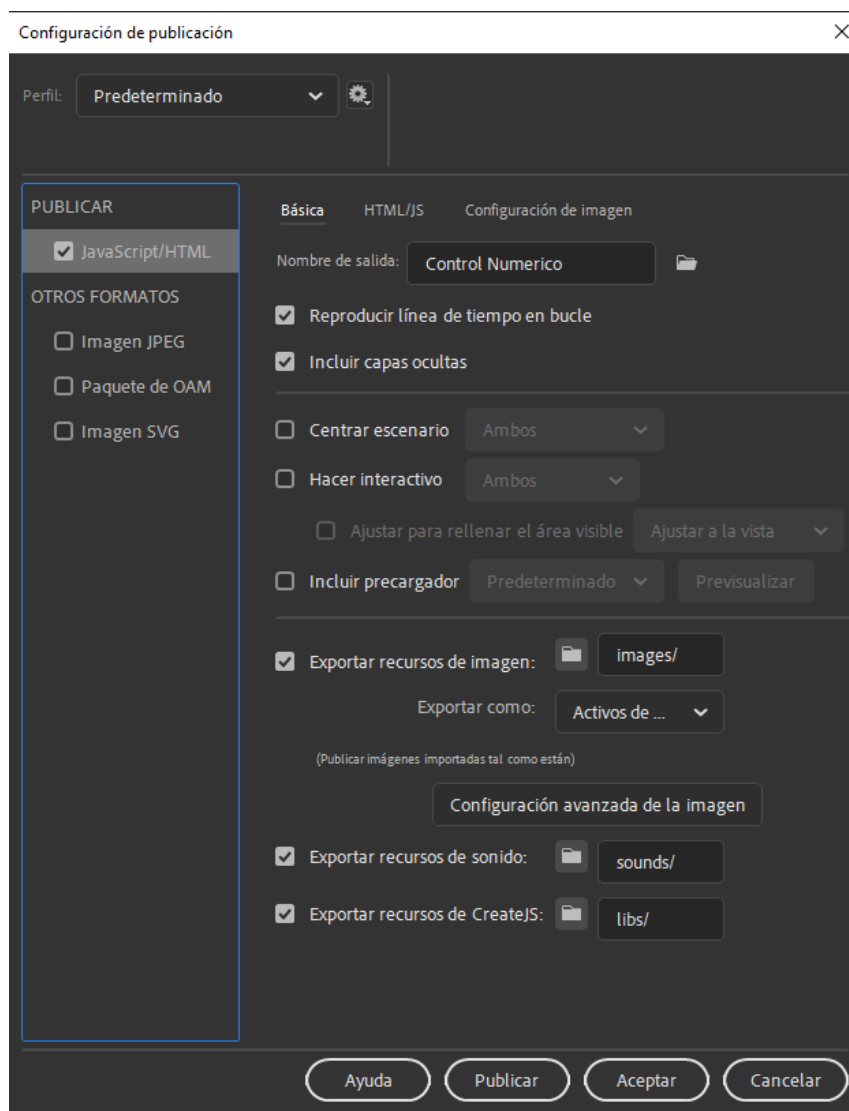 Configuración de publicación
Perfil: Predeterminado
PUBLICAR
JavaScript/HTML
OTROS FORMATOS
Imagen JPEG
Paquete de OAM
Imagen SVG
Básica HTML/JS Configuración de imagen
Nombre de salida: Control Numerico
Reproducir línea de tiempo en bucle
Incluir capas ocultas
Centrar escenario Ambos
Hacer interactivo Ambos
Ajustar para rellenar el área visible Ajustar a la vista
Incluir precargador Predeterminado Previsualizar
Exportar recursos de imagen: images/
Exportar como: Activos de ...
(Publicar imágenes importadas tal como están)
Configuración avanzada de la imagen
Exportar recursos de sonido: sounds/
Exportar recursos de CreateJS: libs/
Ayuda Publicar Aceptar Cancelar